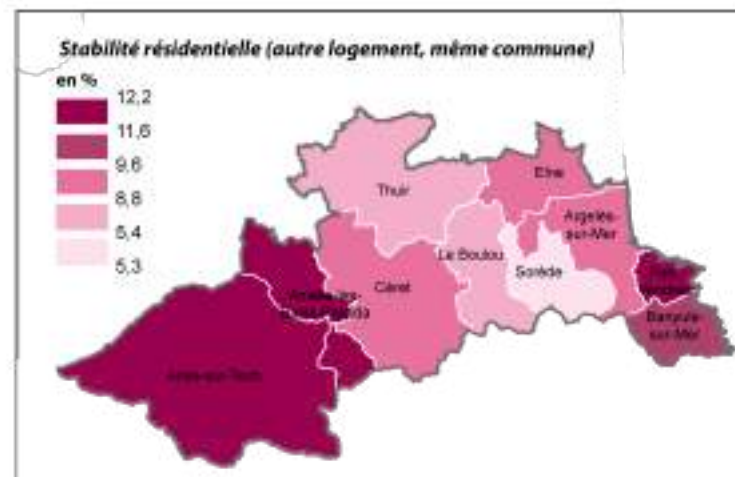 Stabilité résidentielle (autre logement, même commune)
en %
12,2
11,6
9,6
8,8
5,4
5,3
Elne
Thuir
Argelès-
sur-Mer
Le Boulou
Sorède
Céret
Banyuls-
sur-Mer